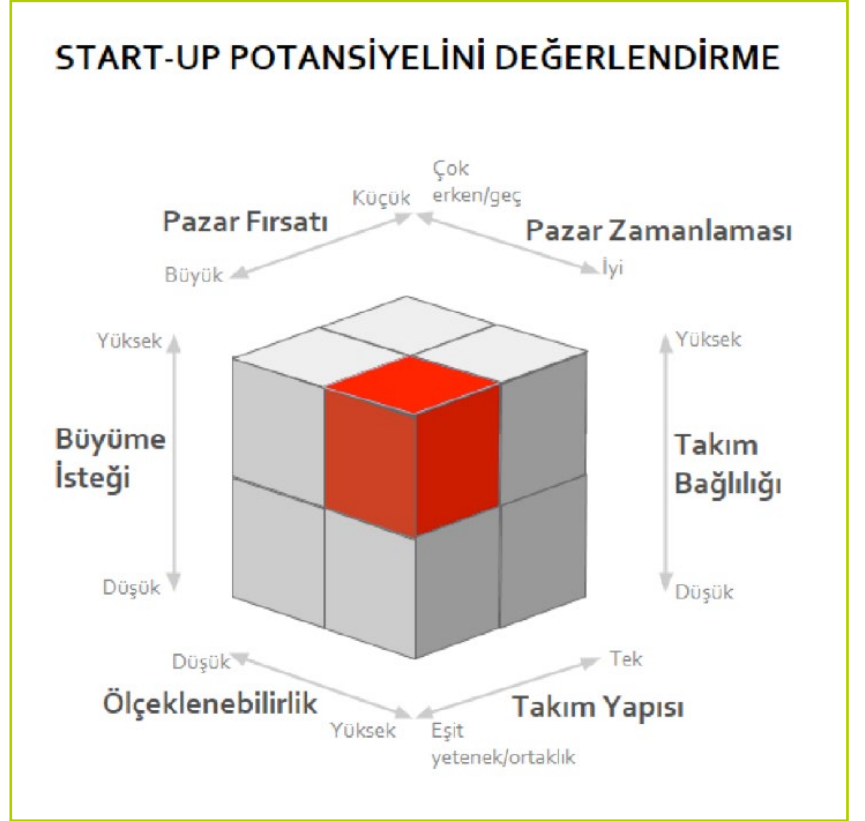 START-UP POTANSİYELİNİ DEĞERLENDİRME
Çok
erken/geç
Küçük
Pazar Fırsatı
Pazar Zamanlaması
Büyük
İyi
Yüksek
Yüksek
Büyüme
İsteği
Takım
Bağlılığı
Düşük
Düşük
Düşük
Tek
Ölçeklenebilirlik
Takım Yapısı
Yüksek
Eşit
yetenek/ortaklık